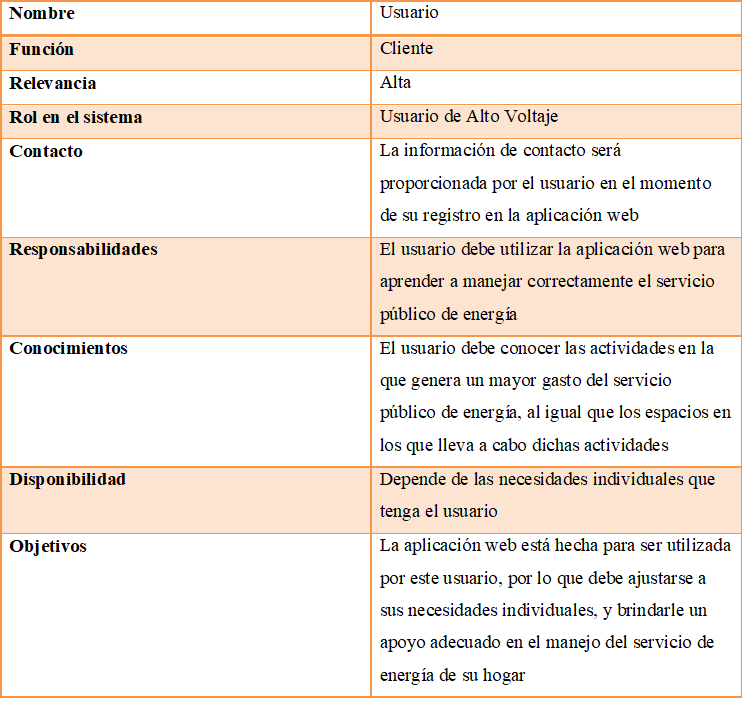 Nombre
Usuario
Función
Cliente
Relevancia
Alta
Rol en el sistema
Usuario de Alto Voltaje
Contacto
La información de contacto será
proporcionada por el usuario en el momento
de su registro en la aplicación web
Responsabilidades
El usuario debe utilizar la aplicación web para
aprender a manejar correctamente el servicio
público de energía
Conocimientos
El usuario debe conocer las actividades en la
que genera un mayor gasto del servicio
público de energía, al igual que los espacios en
los que lleva a cabo dichas actividades
Disponibilidad
Depende de las necesidades individuales que
tenga el usuario
Objetivos
La aplicación web está hecha para ser utilizada
por este usuario, por lo que debe ajustarse a
sus necesidades individuales, y brindarle un
apoyo adecuado en el manejo del servicio de
energía de su hogar